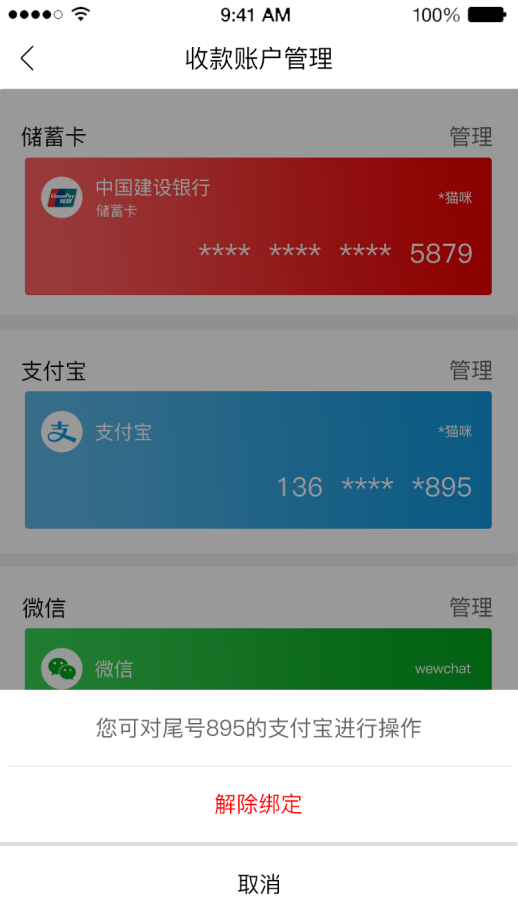 9:41 AM 100%
收款账户管理
储蓄卡 管理
中国建设银行 *猫咪
储蓄卡
**** **** **** 5879
支付宝 管理
支 支付宝 *猫咪
136 **** *895
微信 管理
微信 wewchat
您可对尾号895的支付宝进行操作
解除绑定
取消